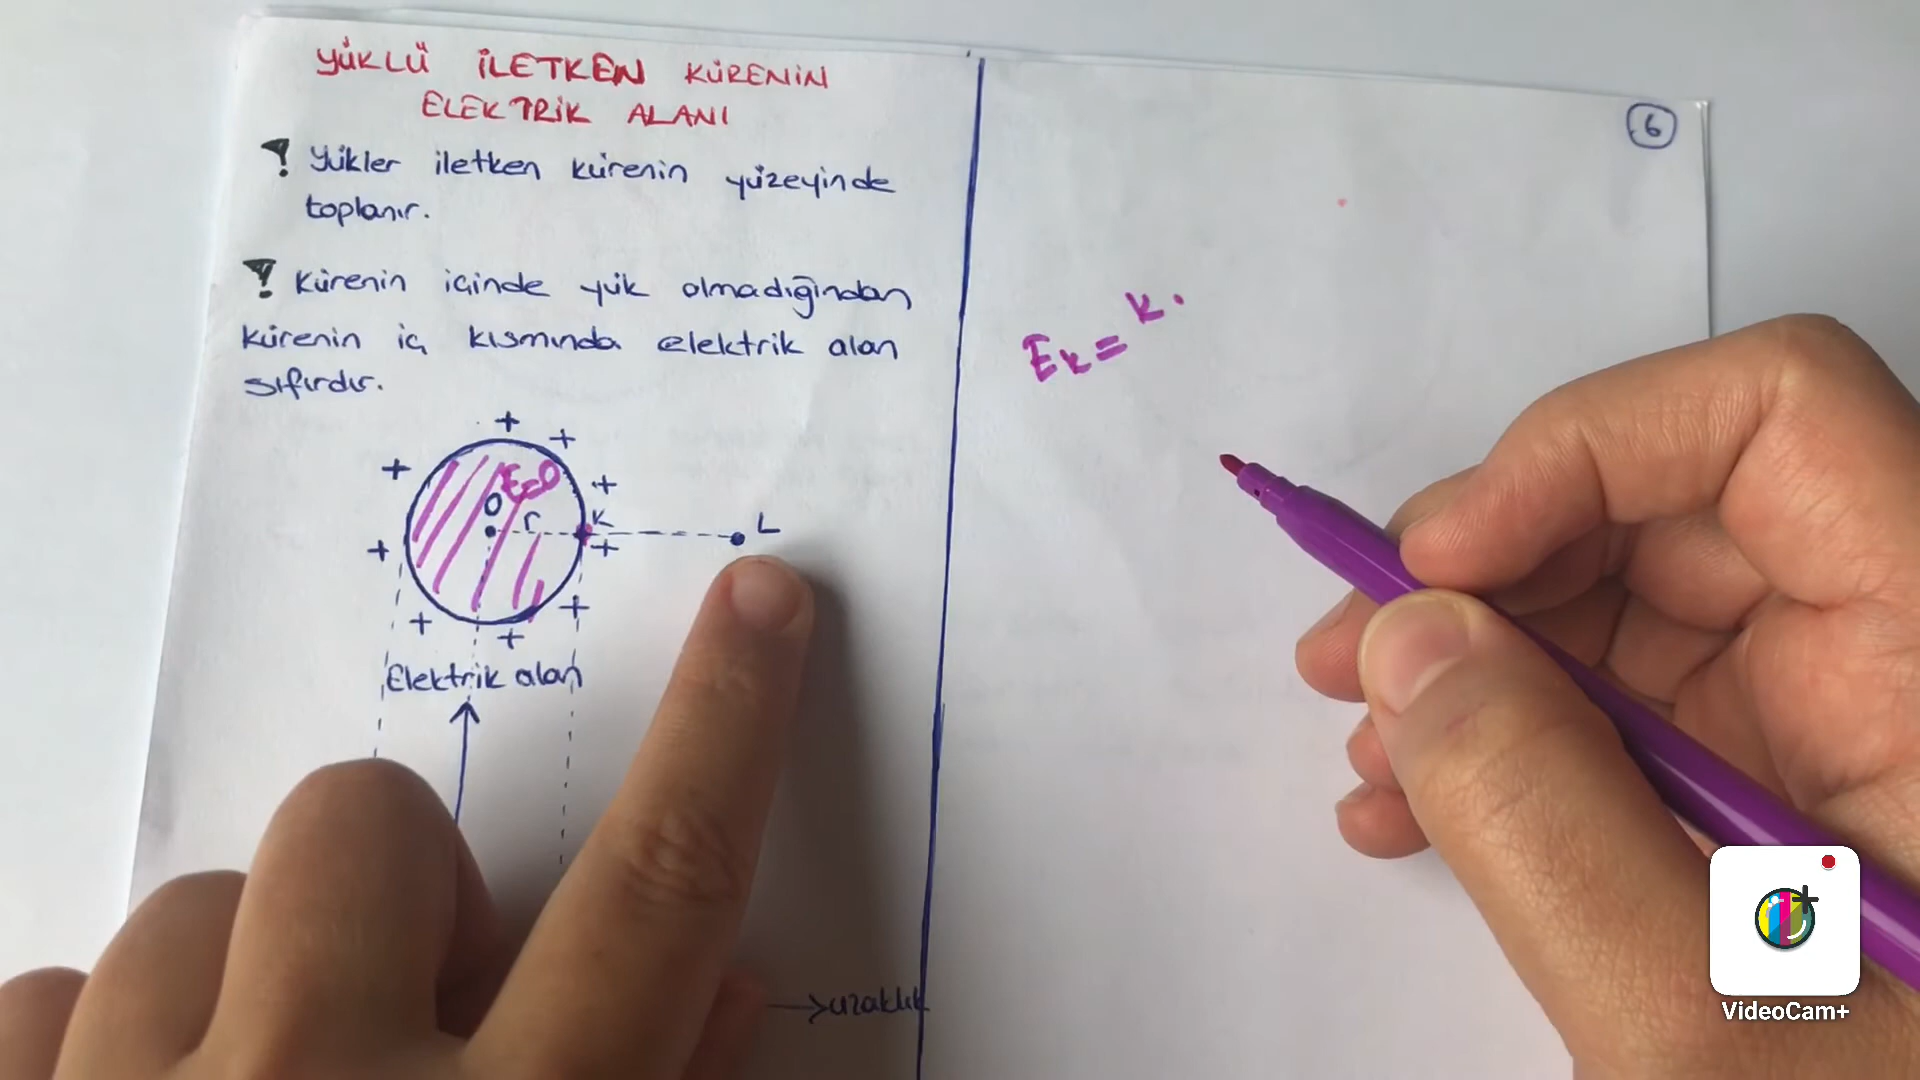 YÜKLÜ İLETKEN KÜRENİN
ELEKTRİK ALANI
! Yükler iletken kürenin yüzeyinde
toplanır.
! Kürenin içinde yük olmadığından
kürenin iç kısmında elektrik alan
sıfırdır.
+ +
+ E=0 +
O r K L
+ +
+ + +
Elektrik alan
→uzaklık
6
EK = K.
VideoCam+